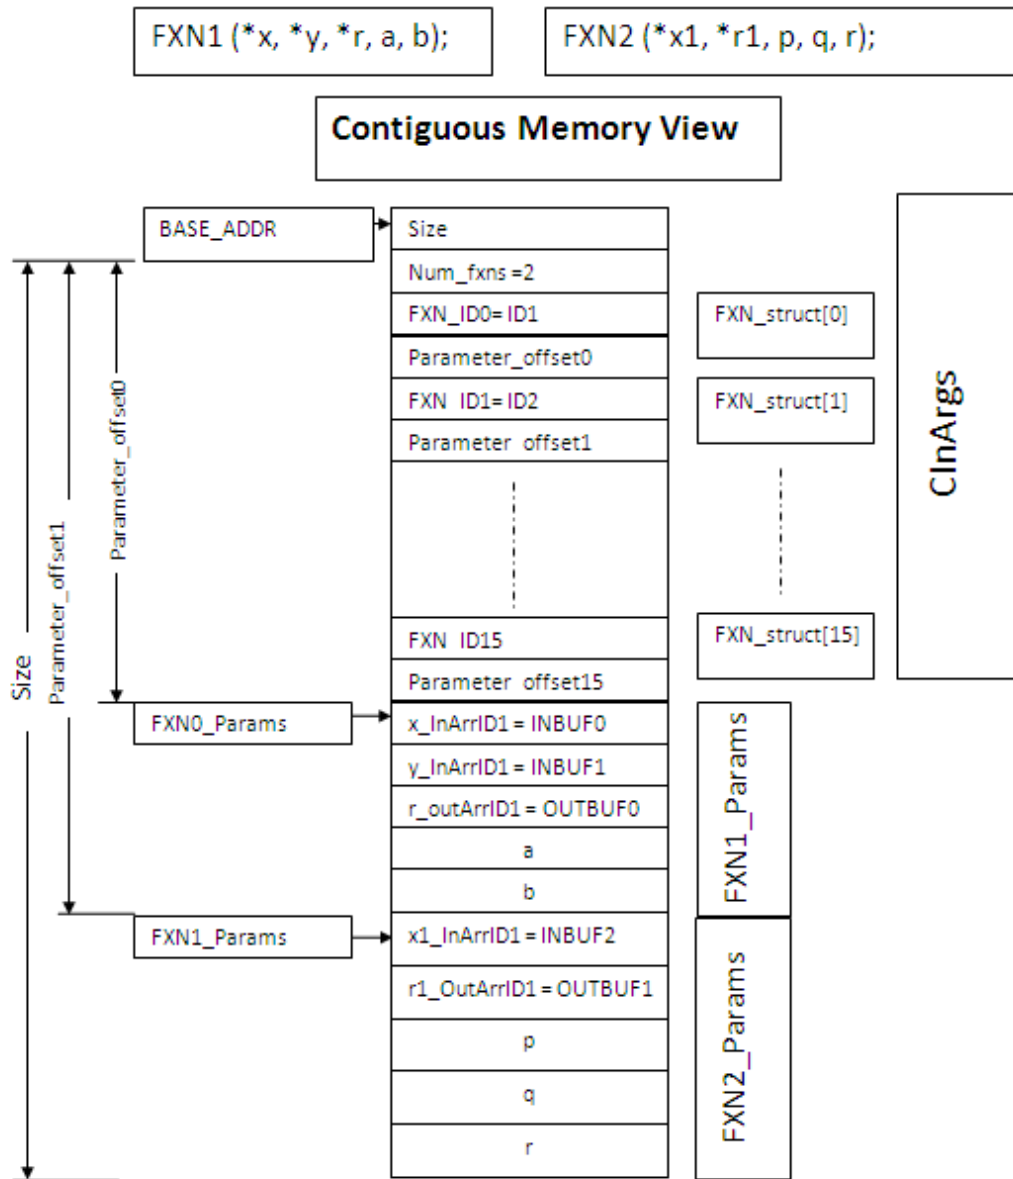 FXN1 (*x, *y, *r, a, b);
FXN2 (*x1, *r1, p, q, r);
Contiguous Memory View
BASE_ADDR
Size
Num_fxns =2
FXN_ID0= ID1
FXN_struct[0]
Parameter_offset0
FXN ID1= ID2
FXN_struct[1]
Parameter offset1
CInArgs
Parameter_offset0
Parameter_offset1
Size
FXN ID15
FXN_struct[15]
Parameter offset15
FXN0_Params
x_InArrID1 = INBUF0
y_InArrID1 = INBUF1
r_outArrID1 = OUTBUF0
a
b
FXN1_Params
FXN1_Params
x1_InArrID1 = INBUF2
r1_OutArrID1 = OUTBUF1
p
q
r
FXN2_Params